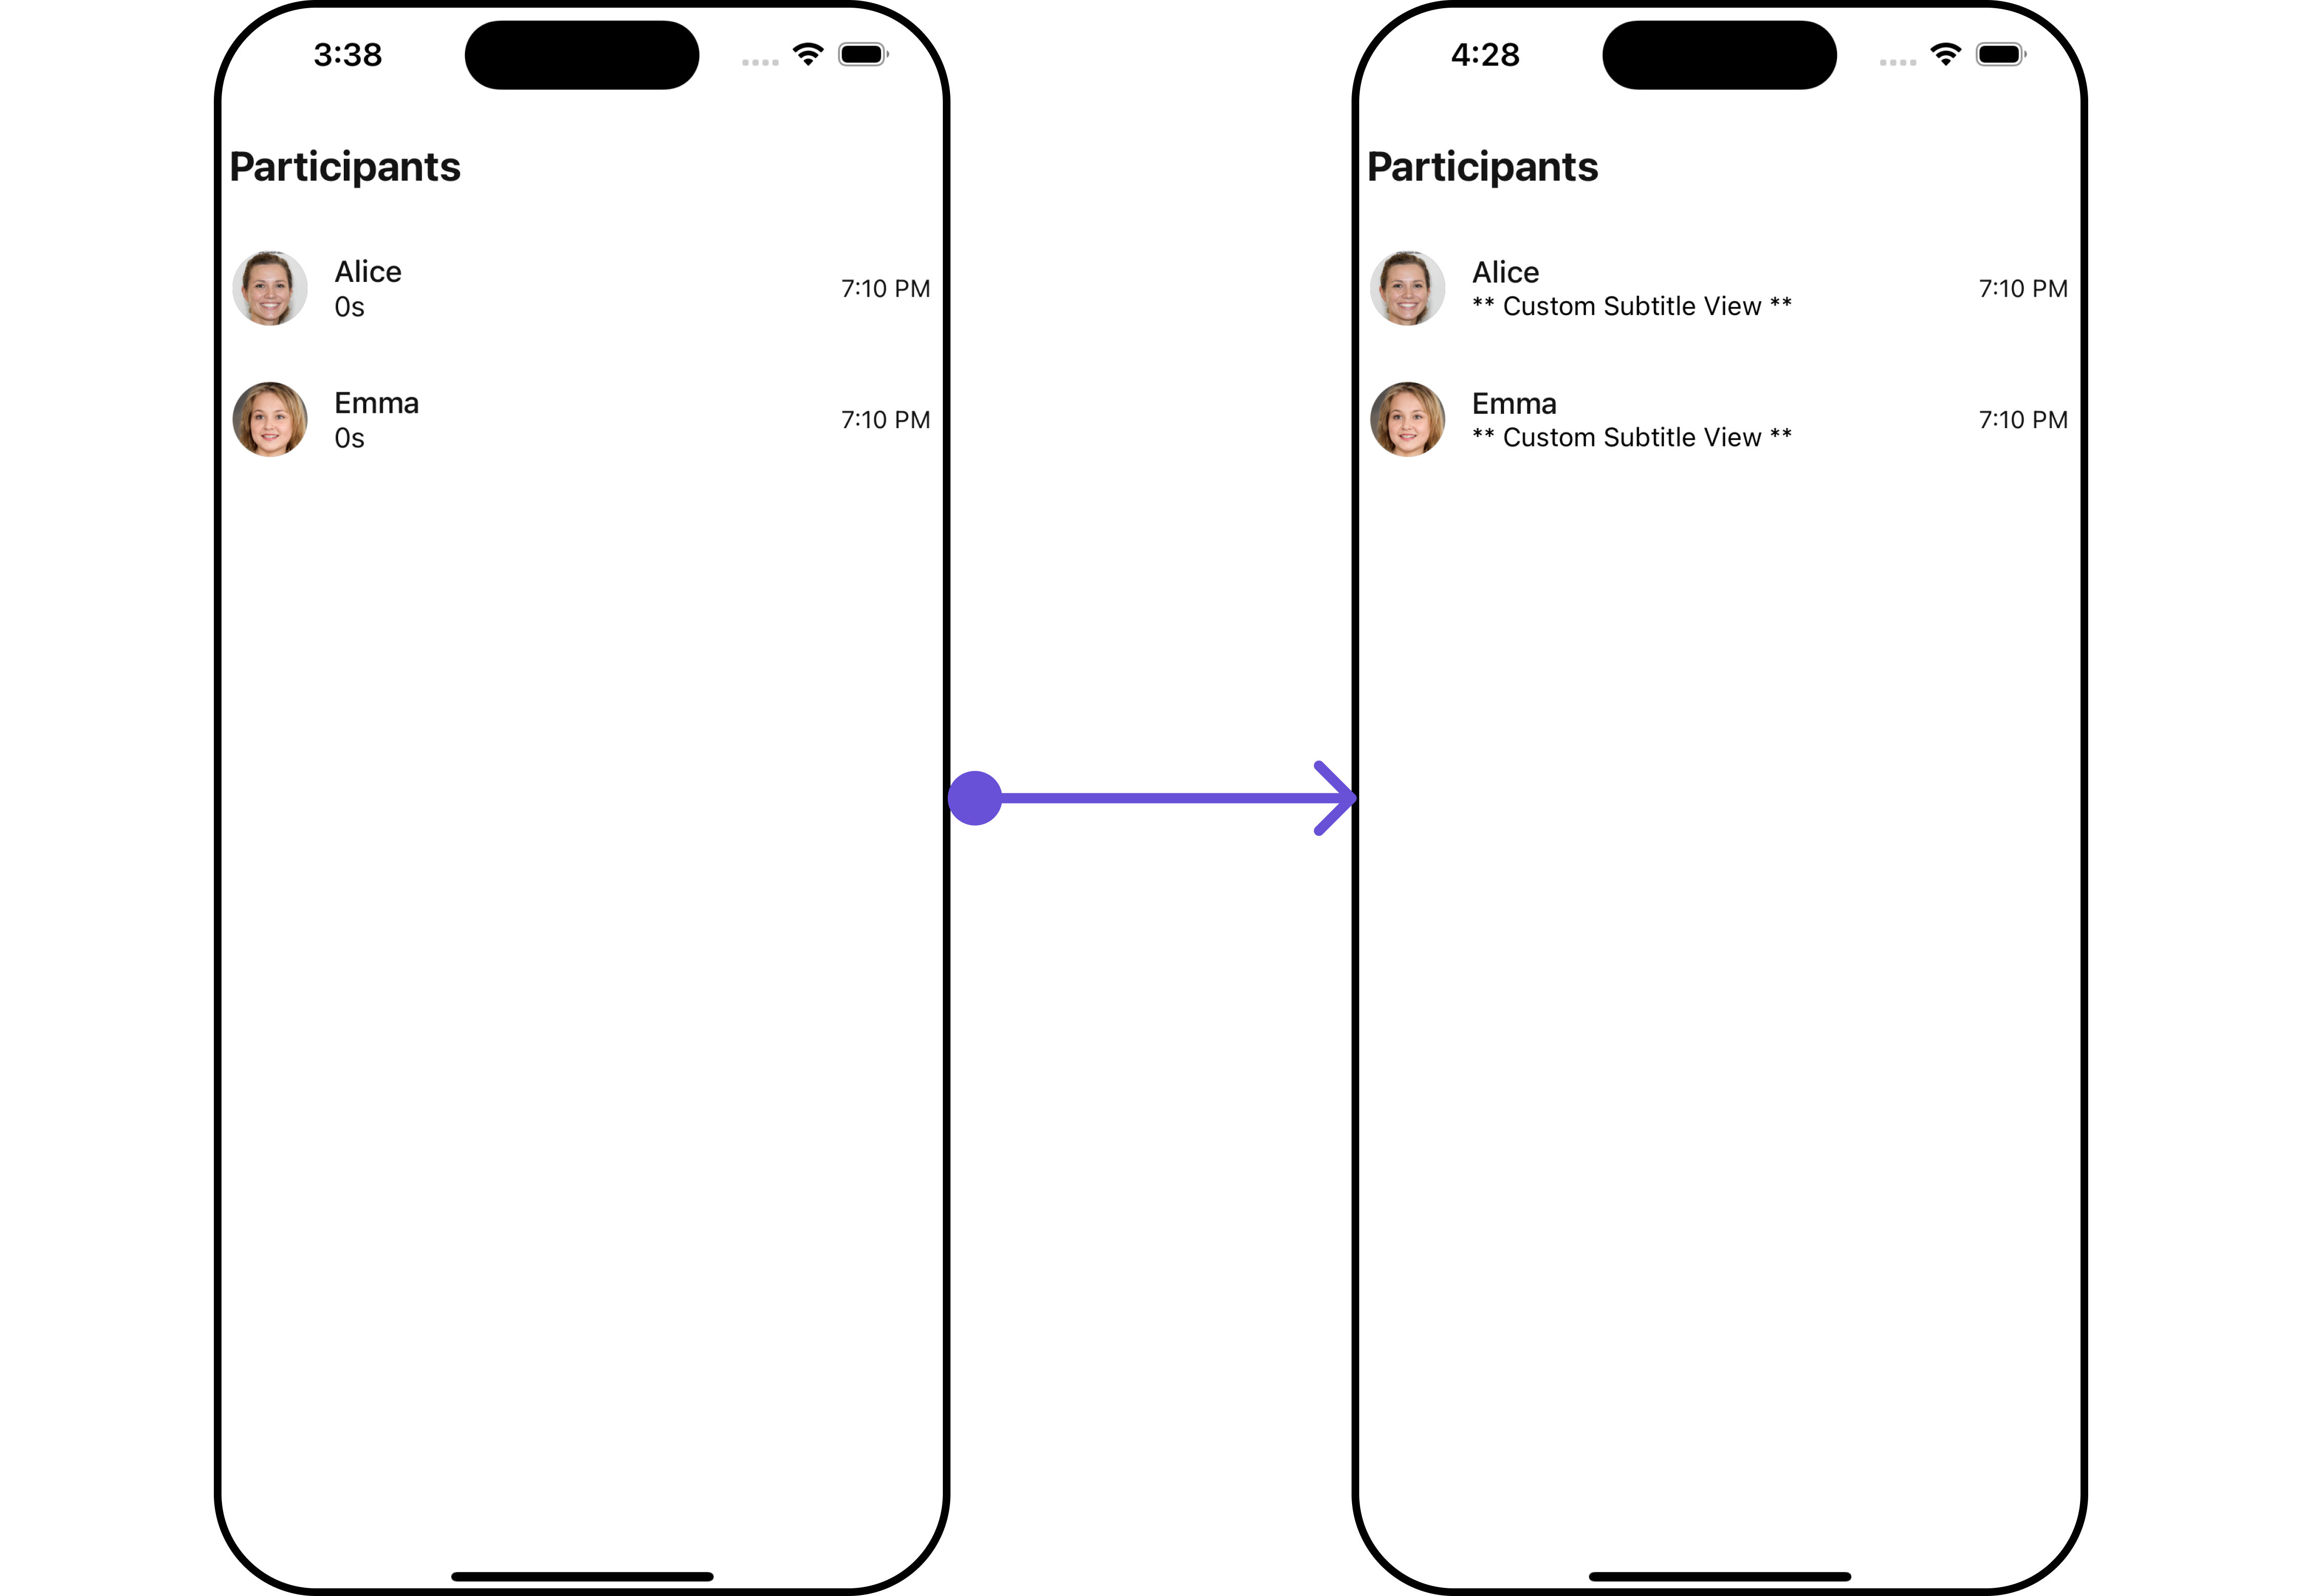 3:38
Participants
Alice
0s
7:10 PM
Emma
0s
7:10 PM
4:28
Participants
Alice
** Custom Subtitle View **
7:10 PM
Emma
** Custom Subtitle View **
7:10 PM